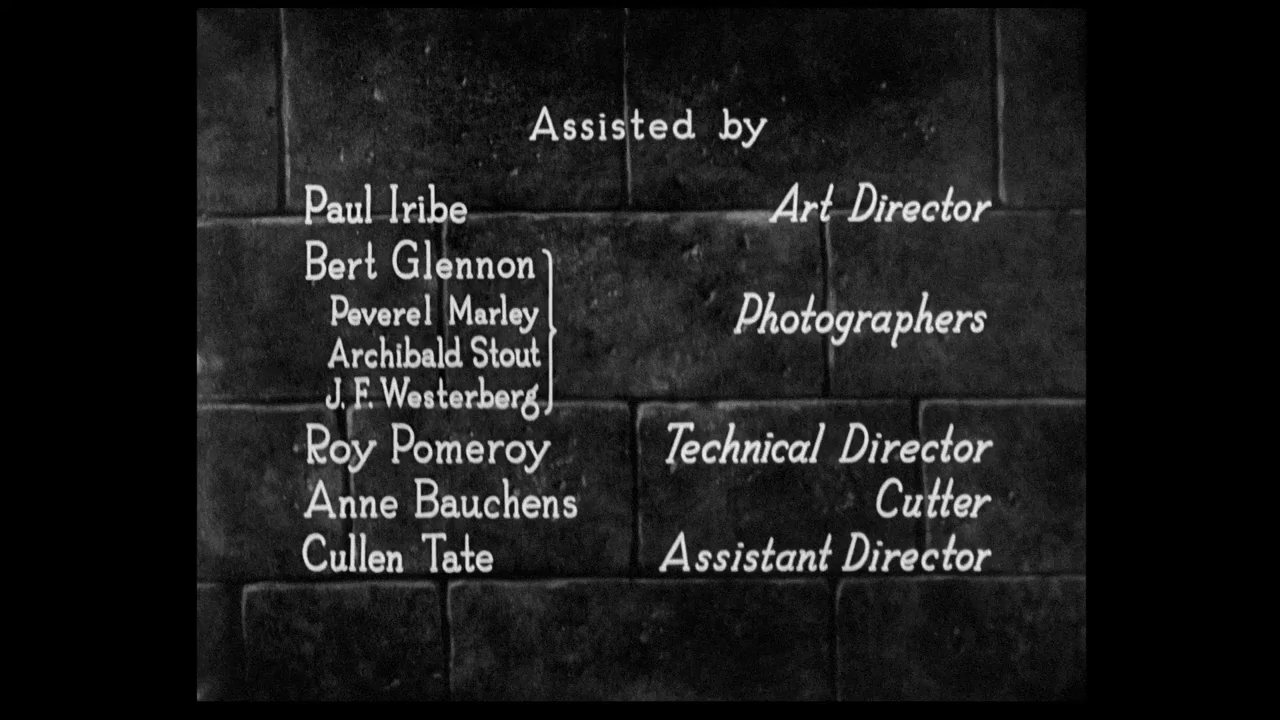 Assisted by
Paul Iribe Art Director
Bert Glennon
Peverel Marley Photographers
Archibald Stout
J. F. Westerberg
Roy Pomeroy Technical Director
Anne Bauchens Cutter
Cullen Tate Assistant Director